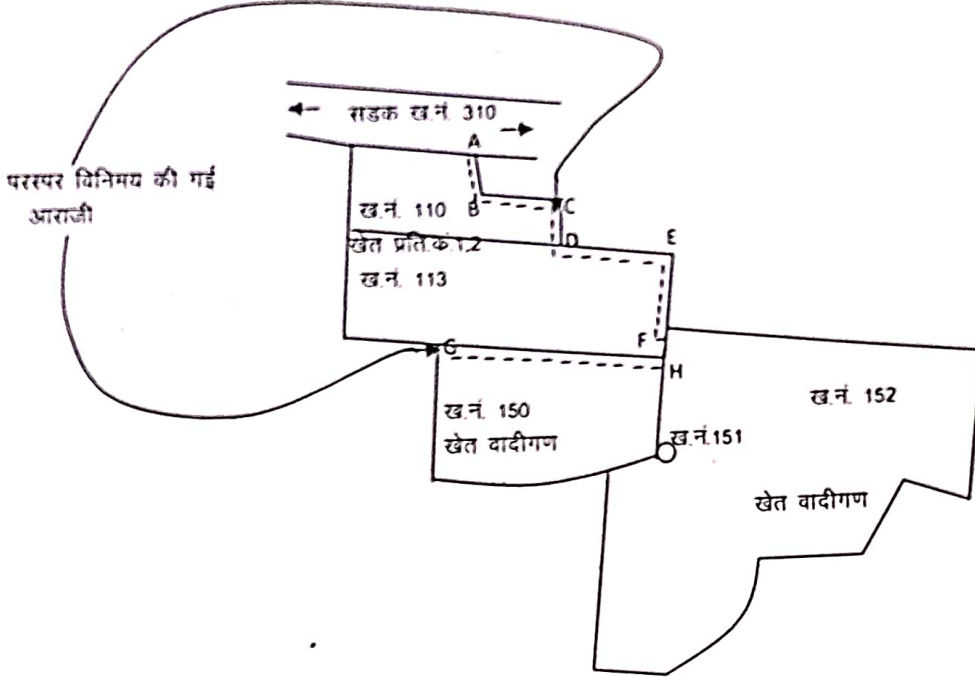 सडक ख.नं. 310
A
परस्पर विनिमय की गई
आराजी
ख.नं. 110
B
C
D
E
खेत प्रति.कं.1,2
ख.नं. 113
F
G
H
ख.नं. 150
खेत वादीगण
ख.नं.151
ख.नं. 152
खेत वादीगण